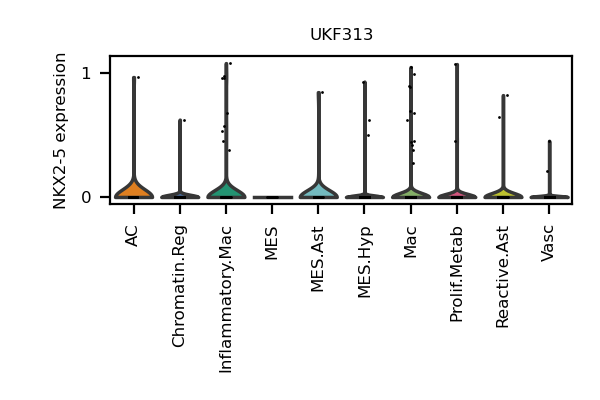 UKF313
NKX2-5 expression
1
0
AC
Chromatin.Reg
Inflammatory.Mac
MES
MES.Ast
MES.Hyp
Mac
Prolif.Metab
Reactive.Ast
Vasc